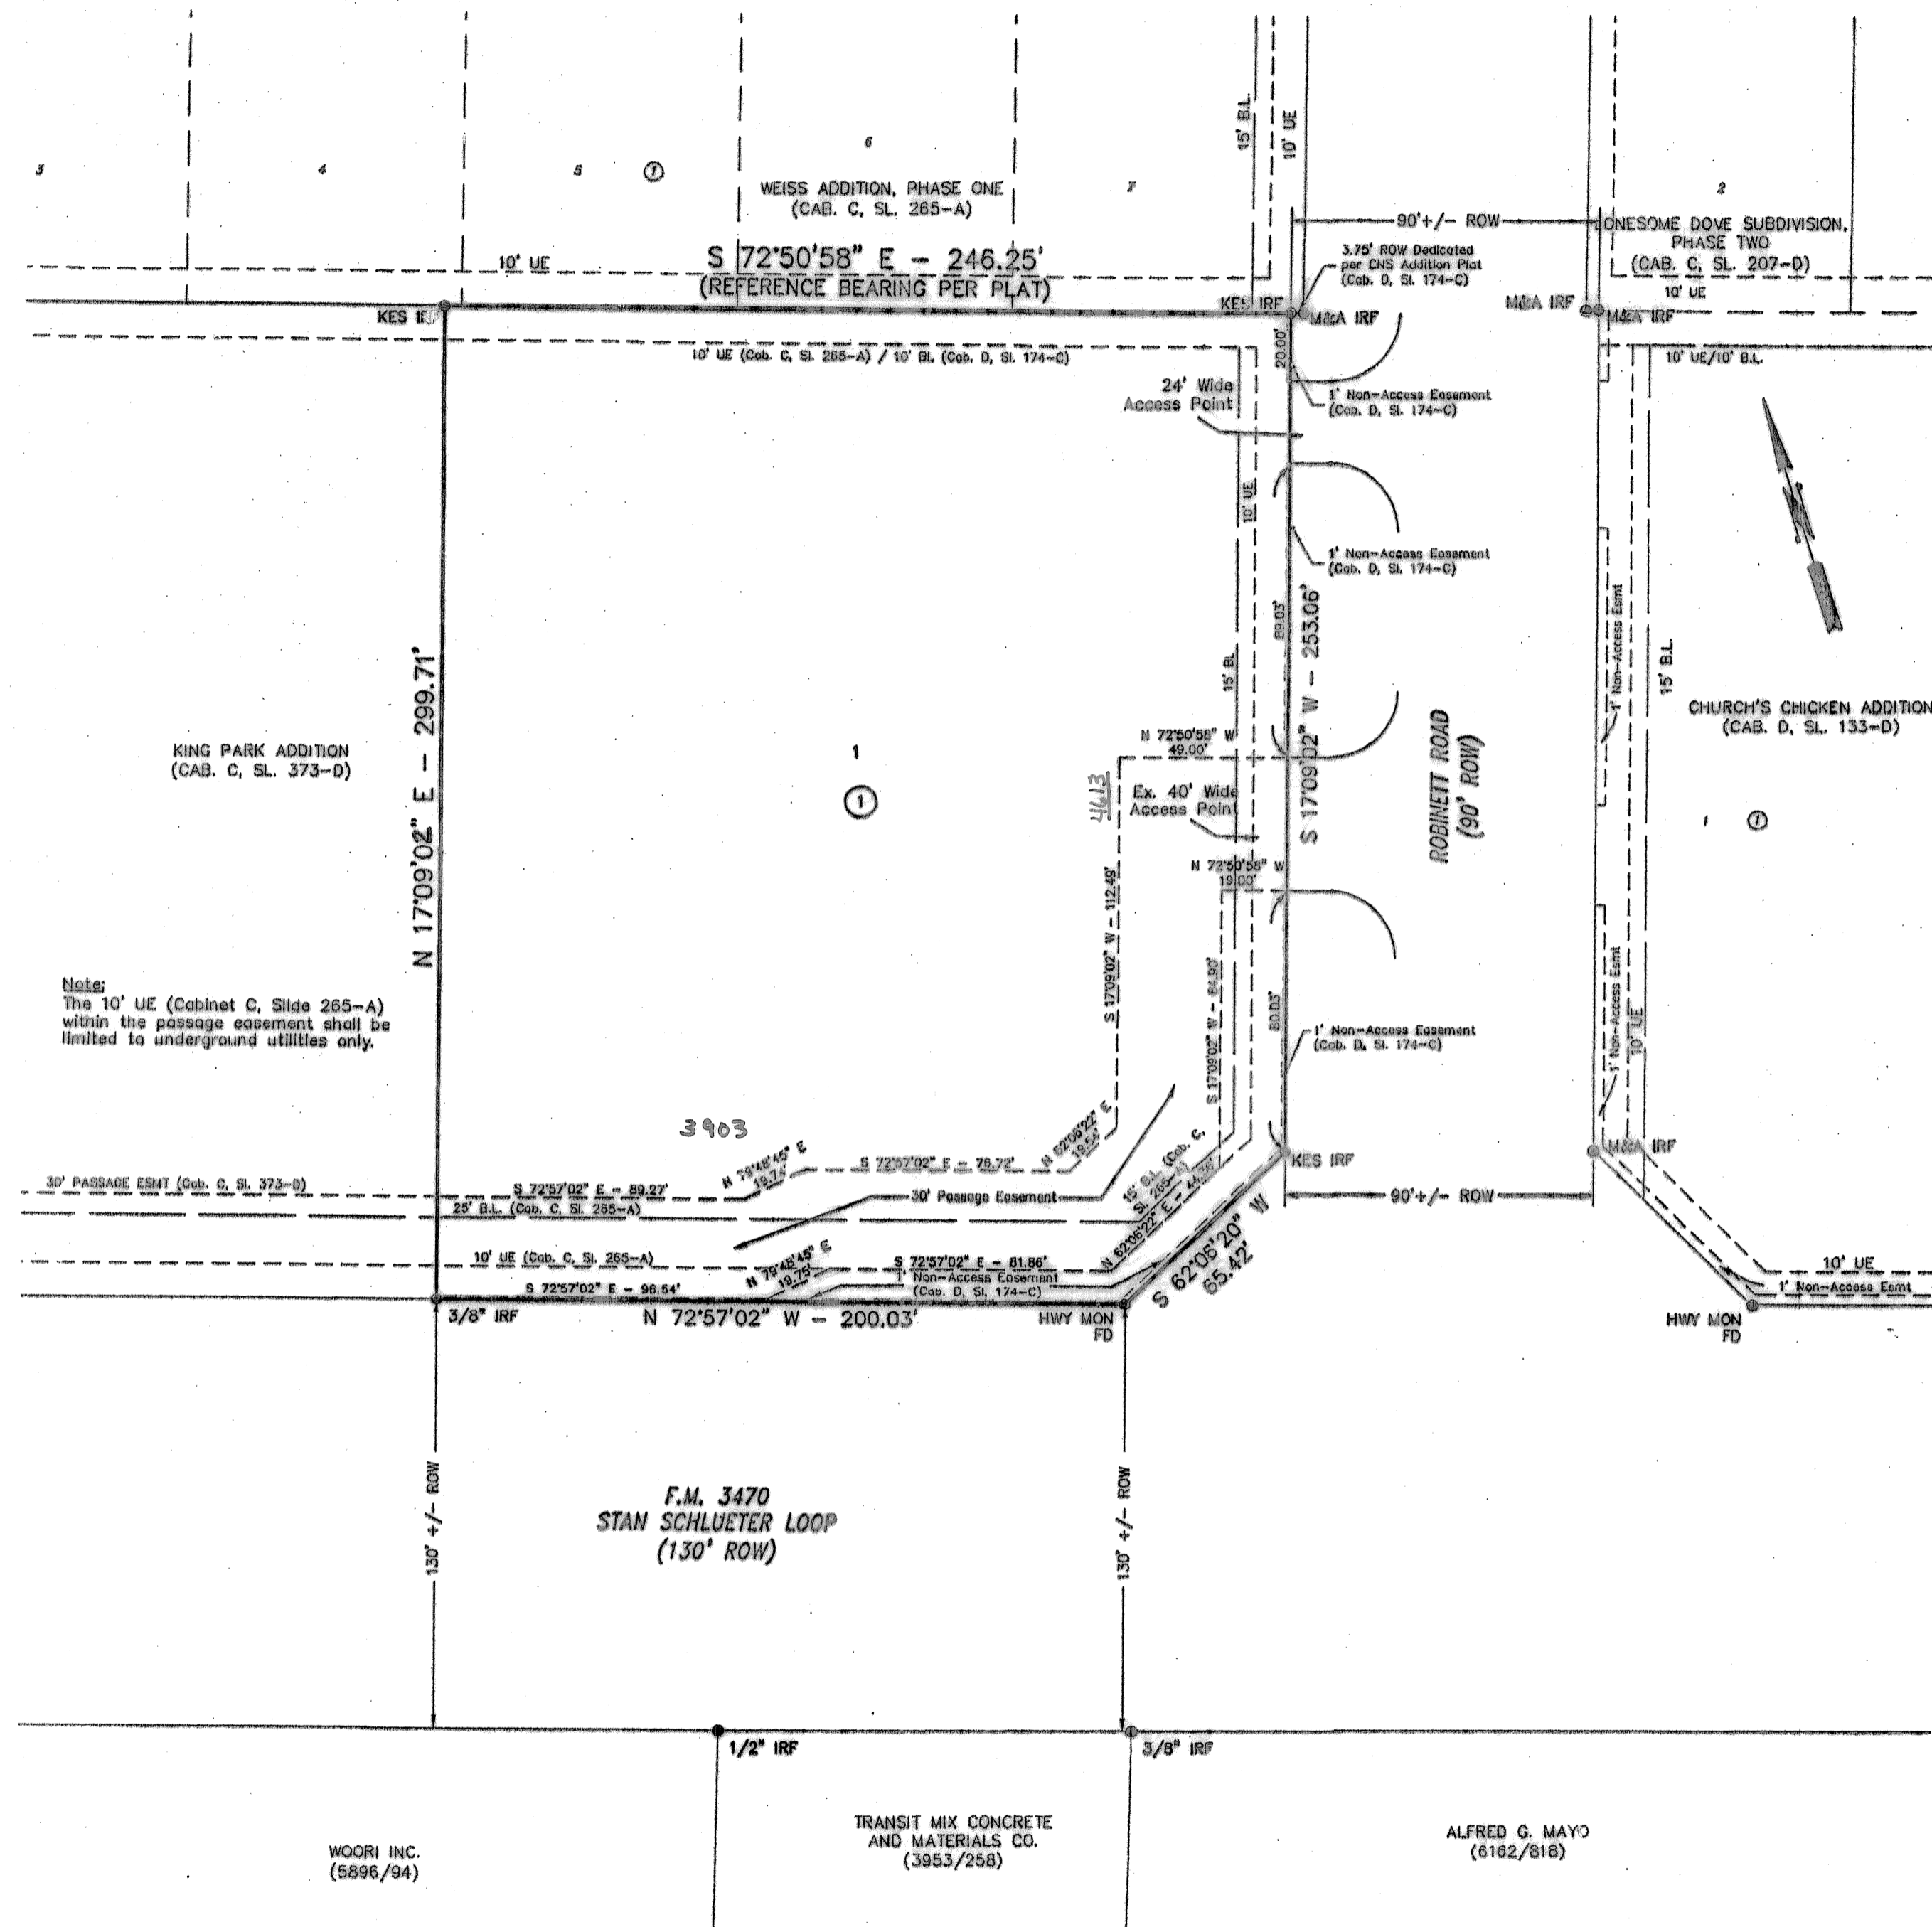 3
4
5
1
6
7
2
WEISS ADDITION, PHASE ONE
(CAB. C, SL. 265-A)
15' B.L.
10' UE
90'+/- ROW
LONESOME DOVE SUBDIVISION,
PHASE TWO
(CAB. C, SL. 207-D)
10' UE
3.75' ROW Dedicated
per CNS Addition Plat
(Cab. D, Sl. 174-C)
10' UE
S 72°50'58" E - 246.25'
(REFERENCE BEARING PER PLAT)
KES IRF
KES IRF
M&A IRF
M&A IRF
M&A IRF
10' UE (Cab. C, Sl. 265-A) / 10' BL (Cab. D, Sl. 174-C)
20.00'
10' UE/10' B.L.
24' Wide
Access Point
1' Non-Access Easement
(Cab. D, Sl. 174-C)
10' UE
1' Non-Access Easement
(Cab. D, Sl. 174-C)
89.03'
S 17°09'02" W - 253.06'
15' BL
1' Non-Access Esmt
15' B.L.
N 17°09'02" E - 299.71'
KING PARK ADDITION
(CAB. C, SL. 373-D)
1
1
N 72°50'58" W
49.00'
4613
Ex. 40' Wide
Access Point
ROBINETT ROAD
(90' ROW)
CHURCH'S CHICKEN ADDITION
(CAB. D, SL. 133-D)
1
1
N 72°50'58" W
19.00'
S 17°09'02" W - 112.49'
S 17°09'02" W - 84.90'
80.03'
1' Non-Access Easement
(Cab. D, Sl. 174-C)
1' Non-Access Esmt
10' UE
Note:
The 10' UE (Cabinet C, Slide 265-A)
within the passage easement shall be
limited to underground utilities only.
3903
N 79°48'45" E
19.74'
S 72°57'02" E - 76.72'
N 62°06'22" E
19.54'
KES IRF
M&A IRF
30' PASSAGE ESMT (Cab. C, Sl. 373-D)
S 72°57'02" E - 89.27'
25' B.L. (Cab. C, Sl. 265-A)
30' Passage Easement
15' B.L. (Cab. C,
Sl. 265-A)
N 62°06'22" E - 44.36'
90'+/- ROW
S 62°06'20" W
65.42'
10' UE (Cab. C, Sl. 265-A)
N 79°48'45" E
19.75'
S 72°57'02" E - 81.86'
1' Non-Access Easement
(Cab. D, Sl. 174-C)
10' UE
1' Non-Access Esmt
S 72°57'02" E - 96.54'
3/8" IRF
N 72°57'02" W - 200.03'
HWY MON
FD
HWY MON
FD
130' +/- ROW
F.M. 3470
STAN SCHLUETER LOOP
(130' ROW)
130' +/- ROW
1/2" IRF
3/8" IRF
WOORI INC.
(5896/94)
TRANSIT MIX CONCRETE
AND MATERIALS CO.
(3953/258)
ALFRED G. MAYO
(6162/818)